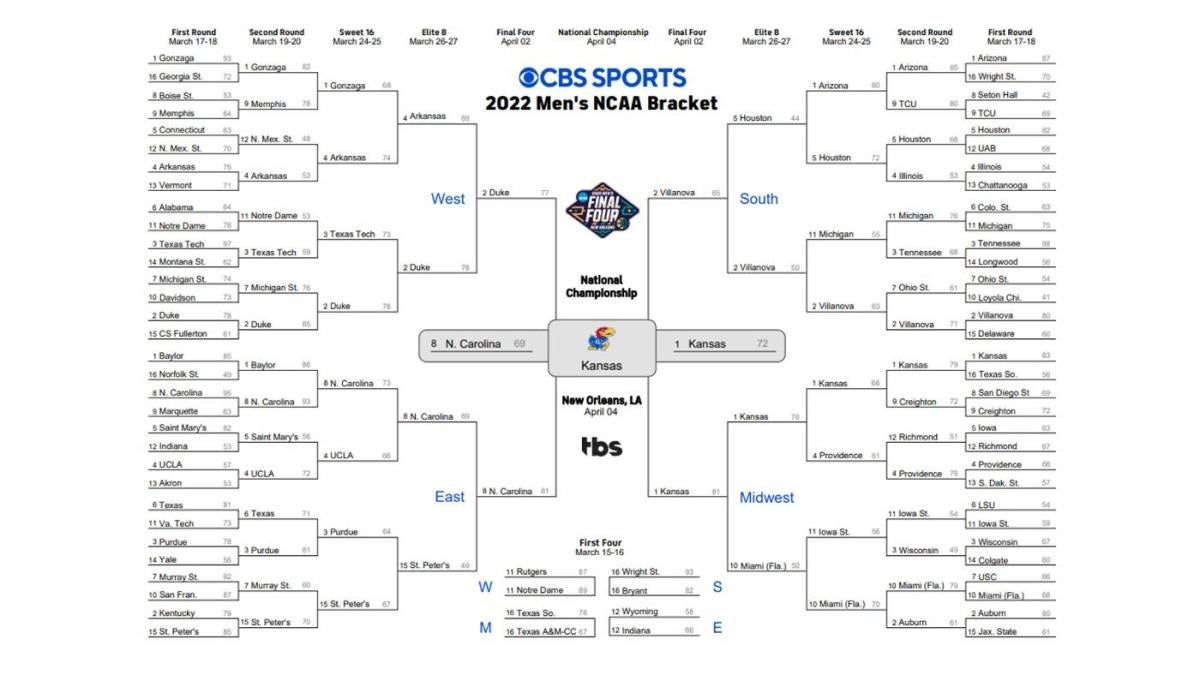 First Round
March 17-18
Second Round
March 19-20
Sweet 16
March 24-25
Elite 8
March 26-27
Final Four
April 02
National Championship
April 04
Final Four
April 02
Elite 8
March 26-27
Sweet 16
March 24-25
Second Round
March 19-20
First Round
March 17-18
CBS SPORTS
2022 Men's NCAA Bracket
1 Gonzaga 93
16 Georgia St. 72
8 Boise St. 53
9 Memphis 64
5 Connecticut 63
12 N. Mex. St. 70
4 Arkansas 75
13 Vermont 71
6 Alabama 64
11 Notre Dame 78
3 Texas Tech 97
14 Montana St. 62
7 Michigan St. 74
10 Davidson 73
2 Duke 78
15 CS Fullerton 61
1 Gonzaga 82
9 Memphis 78
12 N. Mex. St. 48
4 Arkansas 53
11 Notre Dame 53
3 Texas Tech 59
7 Michigan St. 76
2 Duke 85
1 Gonzaga 68
4 Arkansas 74
3 Texas Tech 73
2 Duke 78
4 Arkansas 69
2 Duke 78
West
2 Duke 77
1 Baylor 85
16 Norfolk St. 49
8 N. Carolina 95
9 Marquette 63
5 Saint Mary's 82
12 Indiana 53
4 UCLA 57
13 Akron 53
6 Texas 81
11 Va. Tech 73
3 Purdue 78
14 Yale 56
7 Murray St. 92
10 San Fran. 87
2 Kentucky 79
15 St. Peter's 85
1 Baylor 86
8 N. Carolina 93
5 Saint Mary's 56
4 UCLA 72
6 Texas 71
3 Purdue 81
7 Murray St. 60
15 St. Peter's 70
8 N. Carolina 73
4 UCLA 66
3 Purdue 64
15 St. Peter's 67
8 N. Carolina 69
15 St. Peter's 49
East
8 N. Carolina 81
FINAL
FOUR
NEW ORLEANS
National
Championship
8 N. Carolina 69
Kansas
1 Kansas 72
New Orleans, LA
April 04
tbs
2 Villanova 65
South
5 Houston 44
2 Villanova 50
1 Arizona 60
5 Houston 72
11 Michigan 55
2 Villanova 63
1 Arizona 85
9 TCU 80
5 Houston 68
4 Illinois 53
11 Michigan 76
3 Tennessee 68
7 Ohio St. 61
2 Villanova 71
1 Arizona 87
16 Wright St. 70
8 Seton Hall 42
9 TCU 69
5 Houston 82
12 UAB 68
4 Illinois 54
13 Chattanooga 53
6 Colo. St. 63
11 Michigan 75
3 Tennessee 88
14 Longwood 56
7 Ohio St. 54
10 Loyola Chi. 41
2 Villanova 80
15 Delaware 60
1 Kansas 81
Midwest
1 Kansas 76
10 Miami (Fla.) 50
1 Kansas 66
4 Providence 61
11 Iowa St. 56
10 Miami (Fla.) 70
1 Kansas 79
9 Creighton 72
12 Richmond 51
4 Providence 79
11 Iowa St. 54
3 Wisconsin 49
10 Miami (Fla.) 79
2 Auburn 61
1 Kansas 83
16 Texas So. 56
8 San Diego St 69
9 Creighton 72
5 Iowa 63
12 Richmond 67
4 Providence 66
13 S. Dak. St. 57
6 LSU 54
11 Iowa St. 59
3 Wisconsin 67
14 Colgate 60
7 USC 66
10 Miami (Fla.) 68
2 Auburn 80
15 Jax. State 61
First Four
March 15-16
W
11 Rutgers 87
11 Notre Dame 89
16 Wright St. 93
16 Bryant 82
S
M
16 Texas So. 76
16 Texas A&M-CC 67
12 Wyoming 58
12 Indiana 66
E